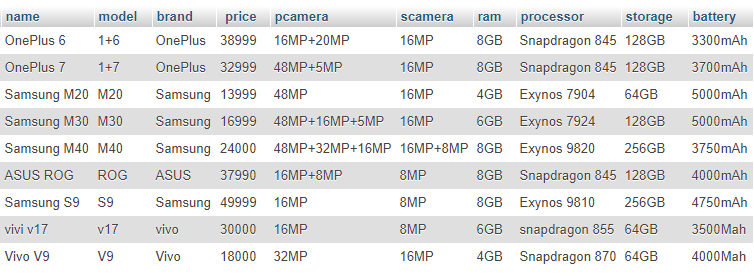 name model brand price pcamera scamera ram processor storage battery
OnePlus 6 1+6 OnePlus 38999 16MP+20MP 16MP 8GB Snapdragon 845 128GB 3300mAh
OnePlus 7 1+7 OnePlus 32999 48MP+5MP 16MP 8GB Snapdragon 845 128GB 3700mAh
Samsung M20 M20 Samsung 13999 48MP 16MP 4GB Exynos 7904 64GB 5000mAh
Samsung M30 M30 Samsung 16999 48MP+16MP+5MP 16MP 6GB Exynos 7924 128GB 5000mAh
Samsung M40 M40 Samsung 24000 48MP+32MP+16MP 16MP+8MP 8GB Exynos 9820 256GB 3750mAh
ASUS ROG ROG ASUS 37990 16MP+8MP 8MP 8GB Snapdragon 845 128GB 4000mAh
Samsung S9 S9 Samsung 49999 16MP 8MP 8GB Exynos 9810 256GB 4750mAh
vivi v17 v17 vivo 30000 16MP 8MP 6GB snapdragon 855 64GB 3500Mah
Vivo V9 V9 Vivo 18000 32MP 16MP 4GB Snapdragon 870 64GB 4000Mah